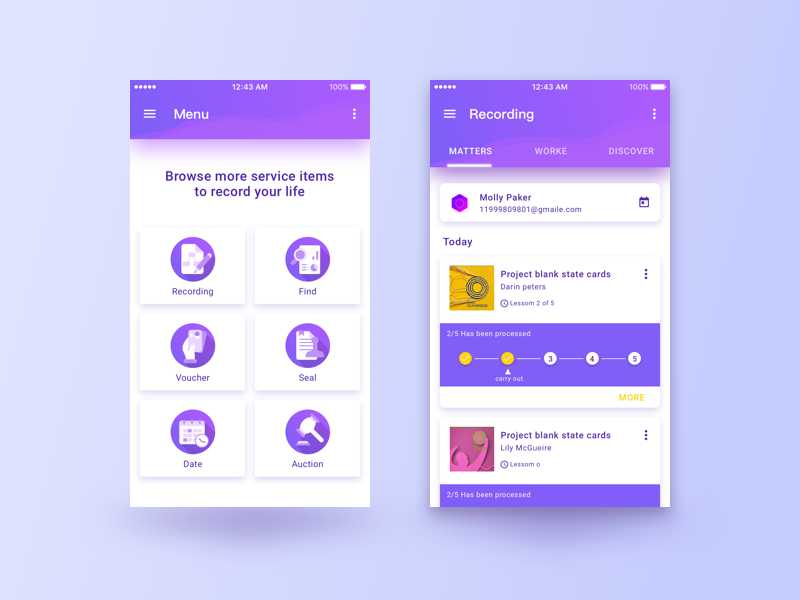 12:43 AM
100%
Menu
Browse more service items
to record your life
Recording
Find
Voucher
Seal
Date
Auction
12:43 AM
100%
Recording
MATTERS
WORKE
DISCOVER
Molly Paker
11999809801@gmaile.com
Today
Project blank state cards
Darin peters
Lessom 2 of 5
2/5 Has been processed
3
4
5
carry out
MORE
Project blank state cards
Lily McGueire
Lessom o
2/5 Has been processed